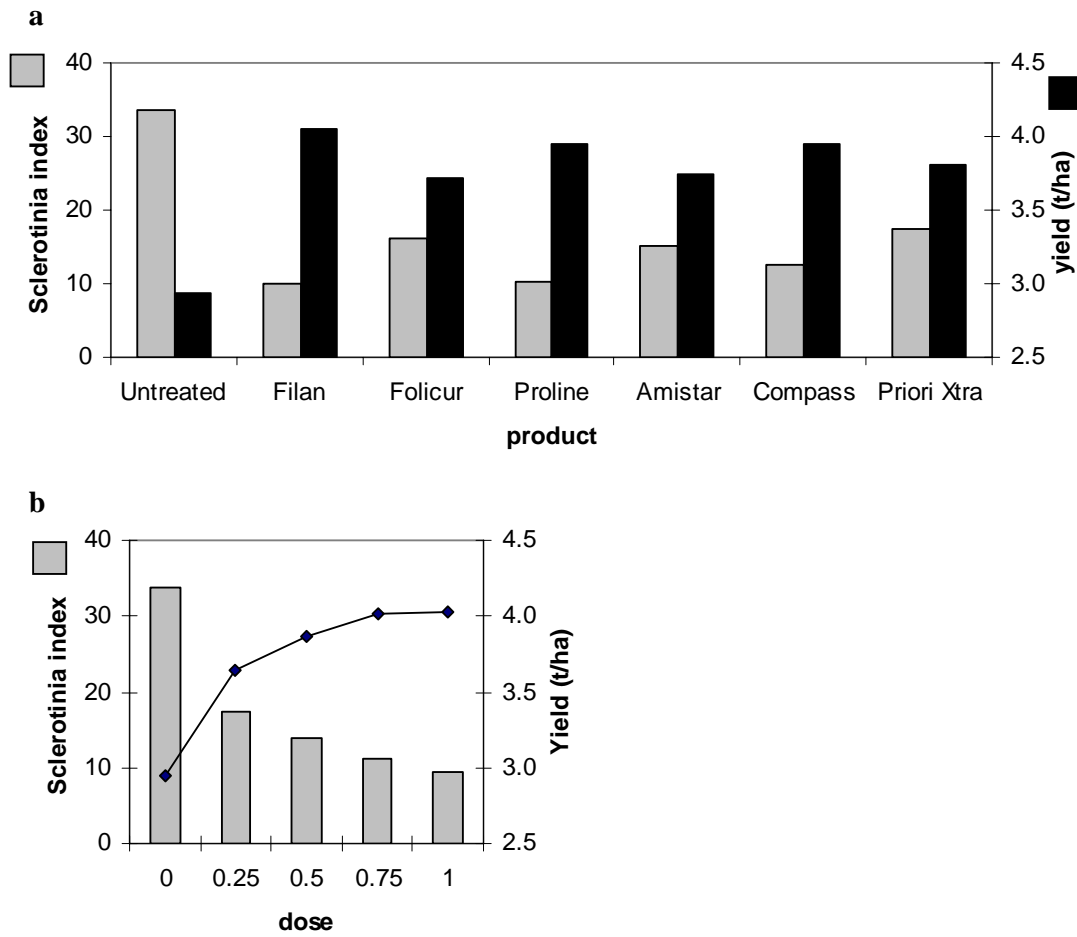 a
40
30
20
10
0
Sclerotinia index
4.5
4.0
3.5
3.0
2.5
yield (t/ha)
Untreated Filan Folicur Proline Amistar Compass Priori Xtra
product
b
40
30
20
10
0
Sclerotinia index
4.5
4.0
3.5
3.0
2.5
Yield (t/ha)
0 0.25 0.5 0.75 1
dose